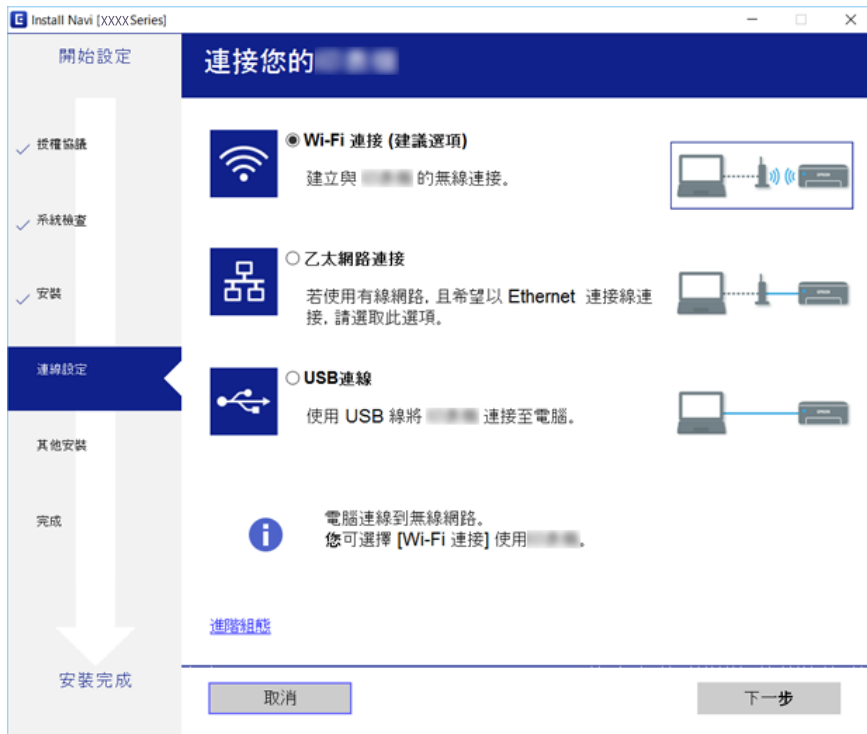 Install Navi [XXXX Series]
開始設定
授權協議
系統檢查
安裝
連線設定
其他安裝
完成
安裝完成
連接您的
Wi-Fi 連接 (建議選項)
建立與 的無線連接。
乙太網路連接
若使用有線網路, 且希望以 Ethernet 連接線連
接, 請選取此選項。
USB連線
使用 USB 線將 連接至電腦。
電腦連線到無線網路。
您可選擇 [Wi-Fi 連接] 使用 .
進階組態
取消
下一步